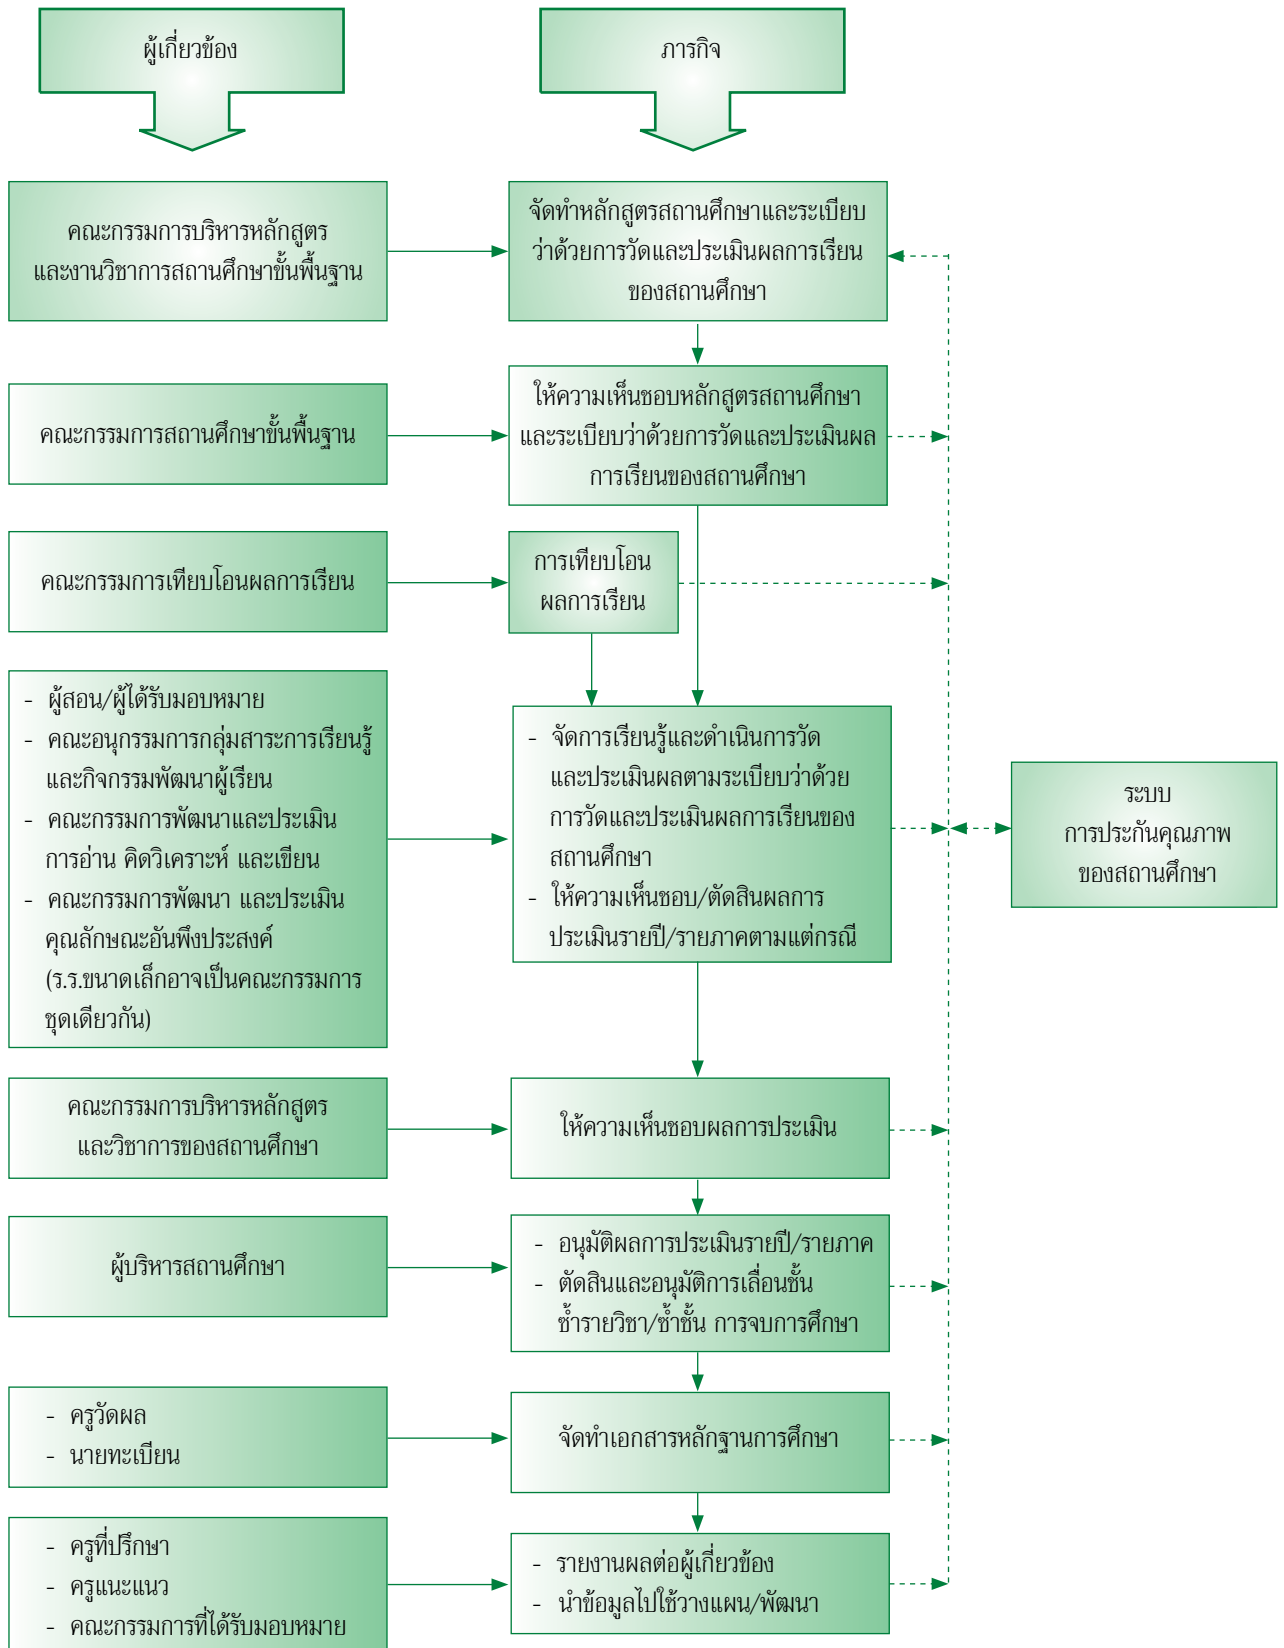 ผู้เกี่ยวข้อง
ภารกิจ
คณะกรรมการบริหารหลักสูตร
และงานวิชาการสถานศึกษาขั้นพื้นฐาน
จัดทำหลักสูตรสถานศึกษาและระเบียบ
ว่าด้วยการวัดและประเมินผลการเรียน
ของสถานศึกษา
คณะกรรมการสถานศึกษาขั้นพื้นฐาน
ให้ความเห็นชอบหลักสูตรสถานศึกษา
และระเบียบว่าด้วยการวัดและประเมินผล
การเรียนของสถานศึกษา
คณะกรรมการเทียบโอนผลการเรียน
การเทียบโอน
ผลการเรียน
- ผู้สอน/ผู้ได้รับมอบหมาย
- คณะอนุกรรมการกลุ่มสาระการเรียนรู้
และกิจกรรมพัฒนาผู้เรียน
- คณะกรรมการพัฒนาและประเมิน
การอ่าน คิดวิเคราะห์ และเขียน
- คณะกรรมการพัฒนา และประเมิน
คุณลักษณะอันพึงประสงค์
(ร.ร.ขนาดเล็กอาจเป็นคณะกรรมการ
ชุดเดียวกัน)
- จัดการเรียนรู้และดำเนินการวัด
และประเมินผลตามระเบียบว่าด้วย
การวัดและประเมินผลการเรียนของ
สถานศึกษา
- ให้ความเห็นชอบ/ตัดสินผลการ
ประเมินรายปี/รายภาคตามแต่กรณี
ระบบ
การประกันคุณภาพ
ของสถานศึกษา
คณะกรรมการบริหารหลักสูตร
และวิชาการของสถานศึกษา
ให้ความเห็นชอบผลการประเมิน
ผู้บริหารสถานศึกษา
- อนุมัติผลการประเมินรายปี/รายภาค
- ตัดสินและอนุมัติการเลื่อนชั้น
ซ้ำรายวิชา/ซ้ำชั้น การจบการศึกษา
- ครูวัดผล
- นายทะเบียน
จัดทำเอกสารหลักฐานการศึกษา
- ครูที่ปรึกษา
- ครูแนะแนว
- คณะกรรมการที่ได้รับมอบหมาย
- รายงานผลต่อผู้เกี่ยวข้อง
- นำข้อมูลไปใช้วางแผน/พัฒนา